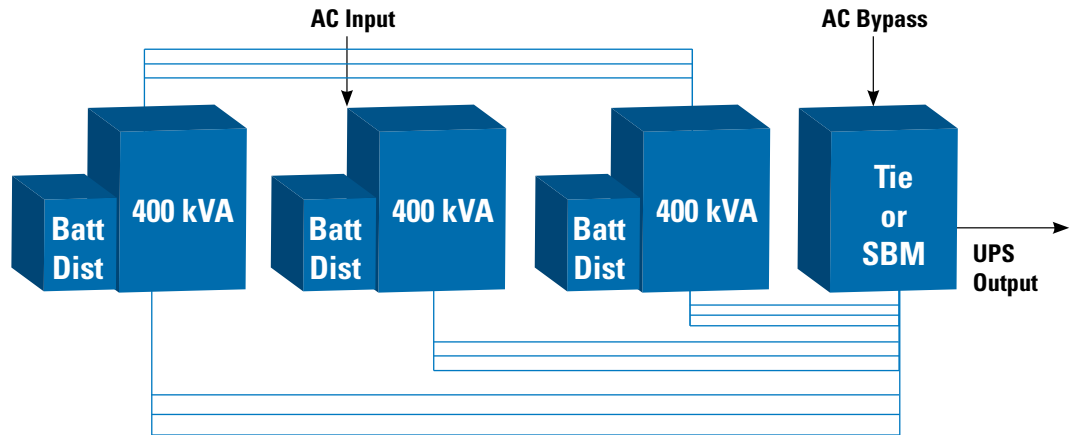 AC Input
AC Bypass
Batt
Dist
400 kVA
Batt
Dist
400 kVA
Batt
Dist
400 kVA
Tie
or
SBM
UPS
Output